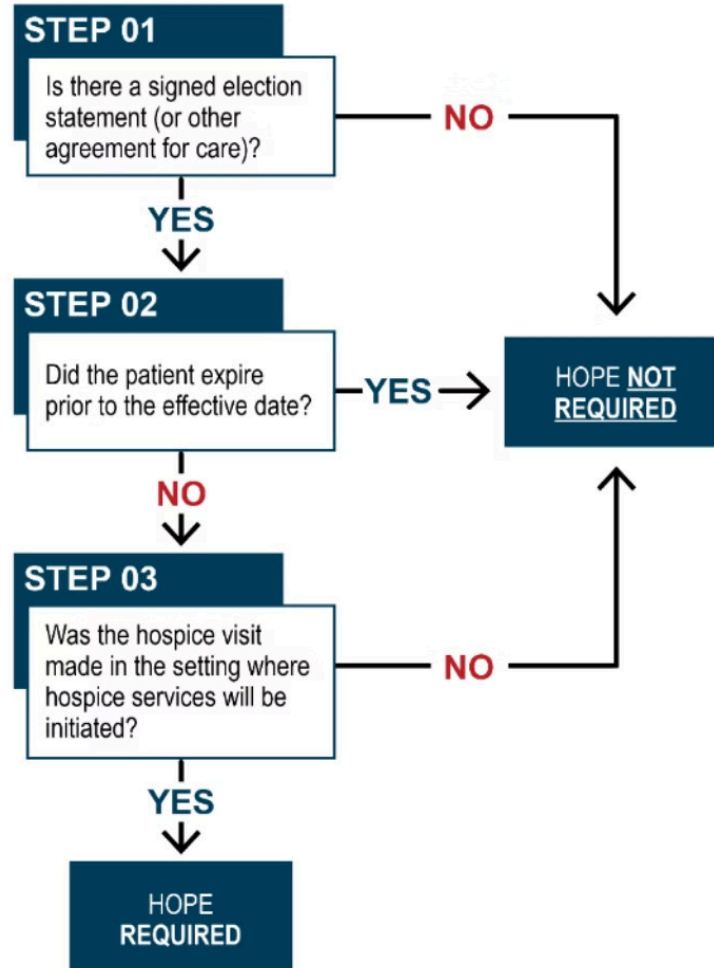 STEP 01
Is there a signed election
statement (or other
agreement for care)?
NO
YES
STEP 02
Did the patient expire
prior to the effective date?
YES
HOPE NOT
REQUIRED
NO
STEP 03
Was the hospice visit
made in the setting where
hospice services will be
initiated?
NO
YES
HOPE
REQUIRED